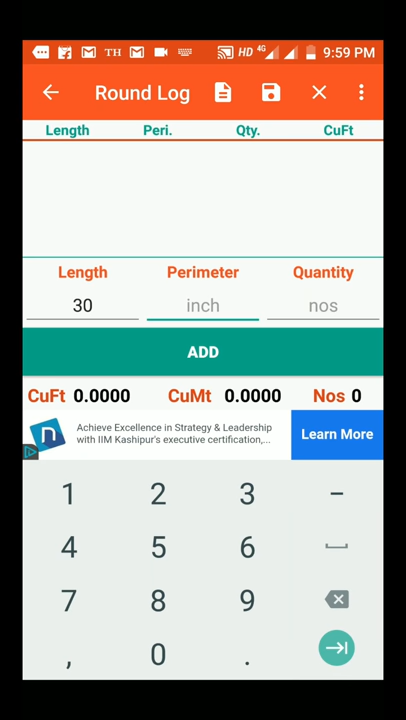 TH HD 4G 9:59 PM
Round Log
Length Peri. Qty. CuFt
Length Perimeter Quantity
30 inch nos
ADD
CuFt 0.0000 CuMt 0.0000 Nos 0
Achieve Excellence in Strategy & Leadership
with IIM Kashipur's executive certification,...
Learn More
n
1 2 3 -
4 5 6
7 8 9
, 0 .